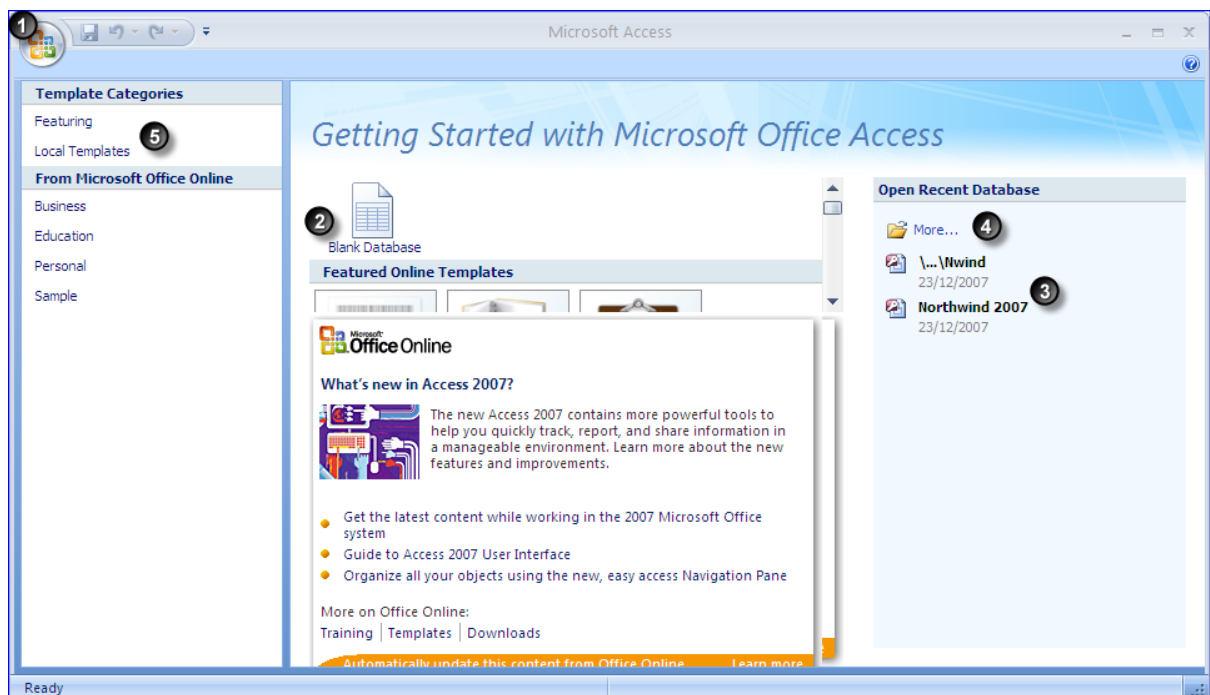 1
Microsoft Access
Template Categories
Featuring
5
Local Templates
From Microsoft Office Online
Business
Education
Personal
Sample
Getting Started with Microsoft Office Access
2
Blank Database
Featured Online Templates
Microsoft
Office Online
What's new in Access 2007?
The new Access 2007 contains more powerful tools to
help you quickly track, report, and share information in
a manageable environment. Learn more about the new
features and improvements.
Get the latest content while working in the 2007 Microsoft Office
system
Guide to Access 2007 User Interface
Organize all your objects using the new, easy access Navigation Pane
More on Office Online:
Training | Templates | Downloads
Automatically update this content from Office Online Learn more
Open Recent Database
More... 4
\...\Nwind
23/12/2007
3
Northwind 2007
23/12/2007
Ready